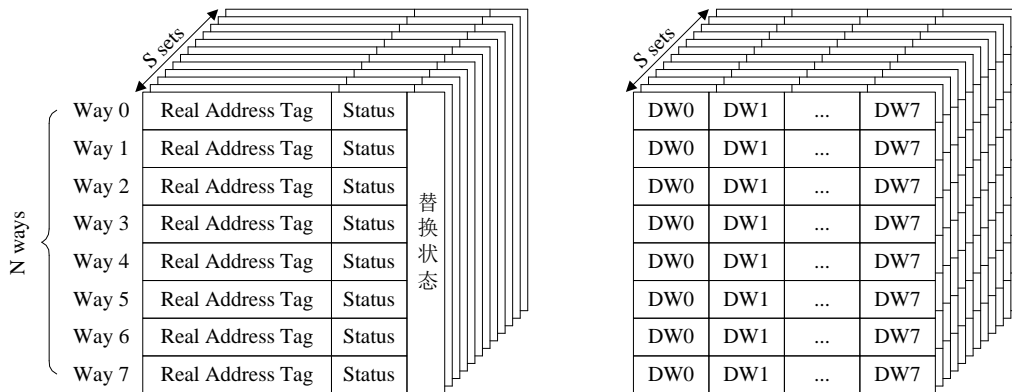 S sets
S sets
Way 0 Real Address Tag Status DW0 DW1 ... DW7
Way 1 Real Address Tag Status DW0 DW1 ... DW7
Way 2 Real Address Tag Status DW0 DW1 ... DW7
Way 3 Real Address Tag Status DW0 DW1 ... DW7
Way 4 Real Address Tag Status DW0 DW1 ... DW7
Way 5 Real Address Tag Status DW0 DW1 ... DW7
Way 6 Real Address Tag Status DW0 DW1 ... DW7
Way 7 Real Address Tag Status DW0 DW1 ... DW7
N ways
替换状态